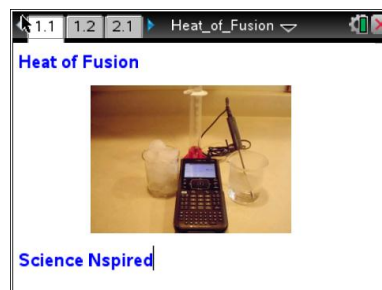 1.1 1.2 2.1 Heat_of_Fusion
Heat of Fusion
Science Nspired